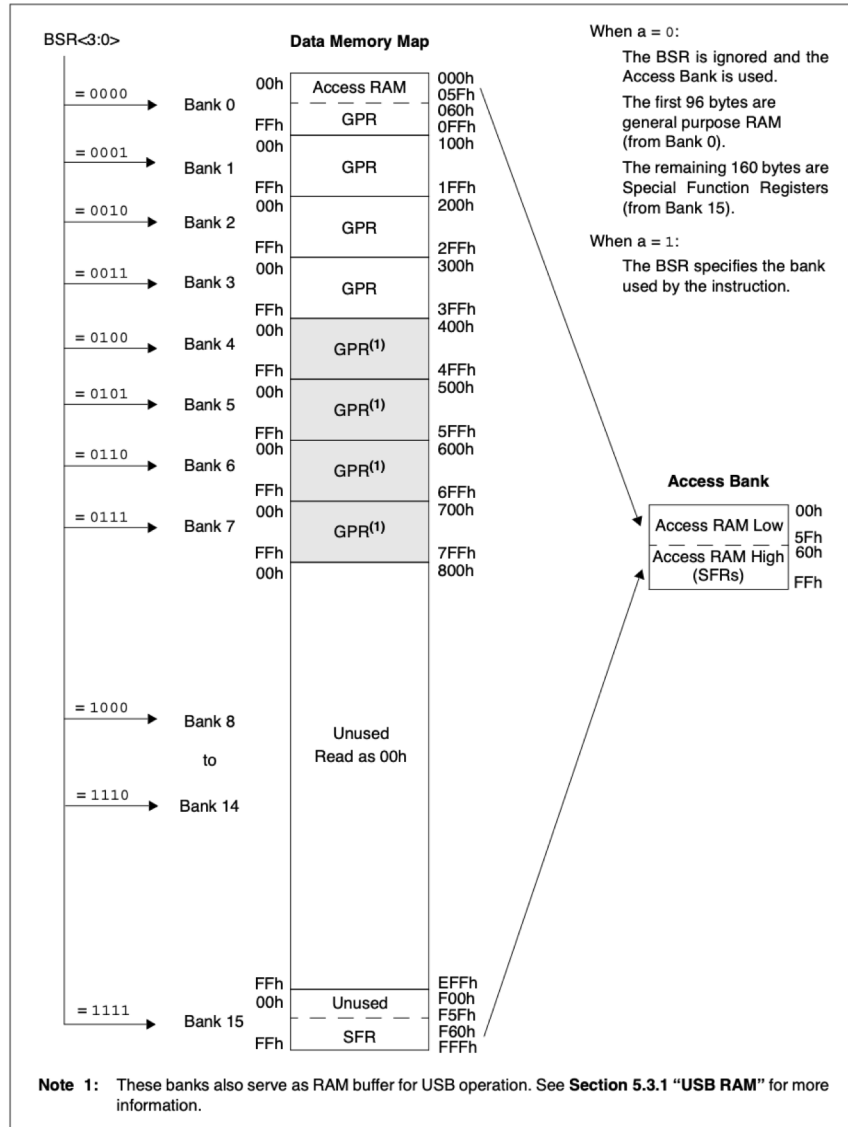 BSR<3:0>
Data Memory Map
When a = 0:
The BSR is ignored and the
Access Bank is used.
The first 96 bytes are
general purpose RAM
(from Bank 0).
The remaining 160 bytes are
Special Function Registers
(from Bank 15).
When a = 1:
The BSR specifies the bank
used by the instruction.
= 0000
Bank 0
00h
Access RAM
000h
05Fh
060h
FFh
GPR
0FFh
= 0001
Bank 1
00h
100h
GPR
FFh
1FFh
= 0010
Bank 2
00h
200h
GPR
FFh
2FFh
= 0011
Bank 3
00h
300h
GPR
FFh
3FFh
= 0100
Bank 4
00h
400h
GPR(1)
FFh
4FFh
= 0101
Bank 5
00h
500h
GPR(1)
FFh
5FFh
= 0110
Bank 6
00h
600h
GPR(1)
FFh
6FFh
= 0111
Bank 7
00h
700h
GPR(1)
FFh
7FFh
00h
800h
Access Bank
00h
Access RAM Low
5Fh
60h
Access RAM High
(SFRs)
FFh
= 1000
Bank 8
to
= 1110
Bank 14
Unused
Read as 00h
FFh
EFFh
= 1111
Bank 15
00h
F00h
Unused
F5Fh
F60h
SFR
FFh
FFFh
Note 1: These banks also serve as RAM buffer for USB operation. See Section 5.3.1 “USB RAM” for more
information.